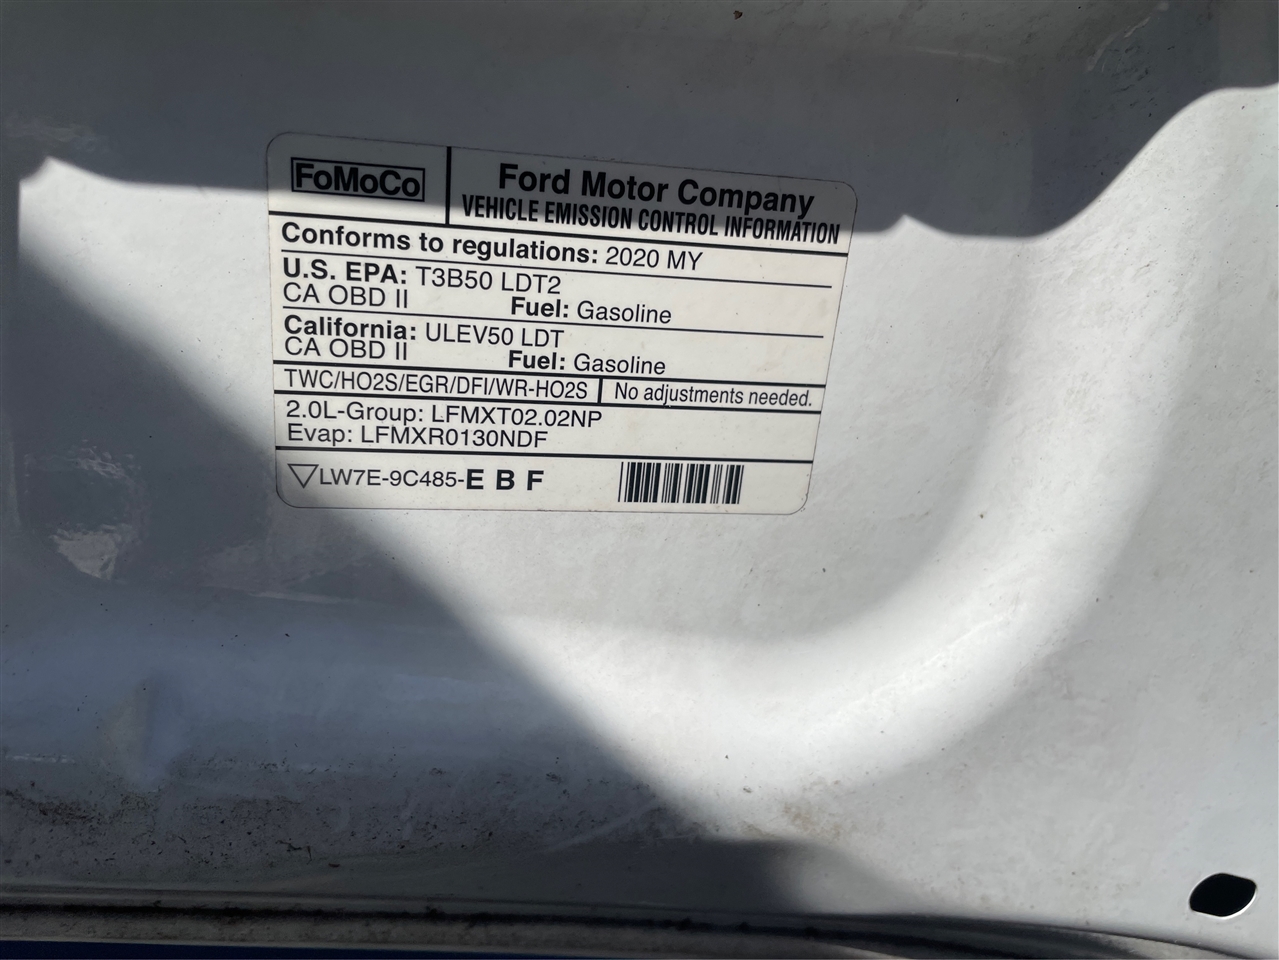 FoMoCo
Ford Motor Company
VEHICLE EMISSION CONTROL INFORMATION
Conforms to regulations: 2020 MY
U.S. EPA: T3B50 LDT2
CA OBD II Fuel: Gasoline
California: ULEV50 LDT
CA OBD II Fuel: Gasoline
TWC/HO2S/EGR/DFI/WR-HO2S No adjustments needed.
2.0L-Group: LFMXT02.02NP
Evap: LFMXR0130NDF
LW7E-9C485-E B F